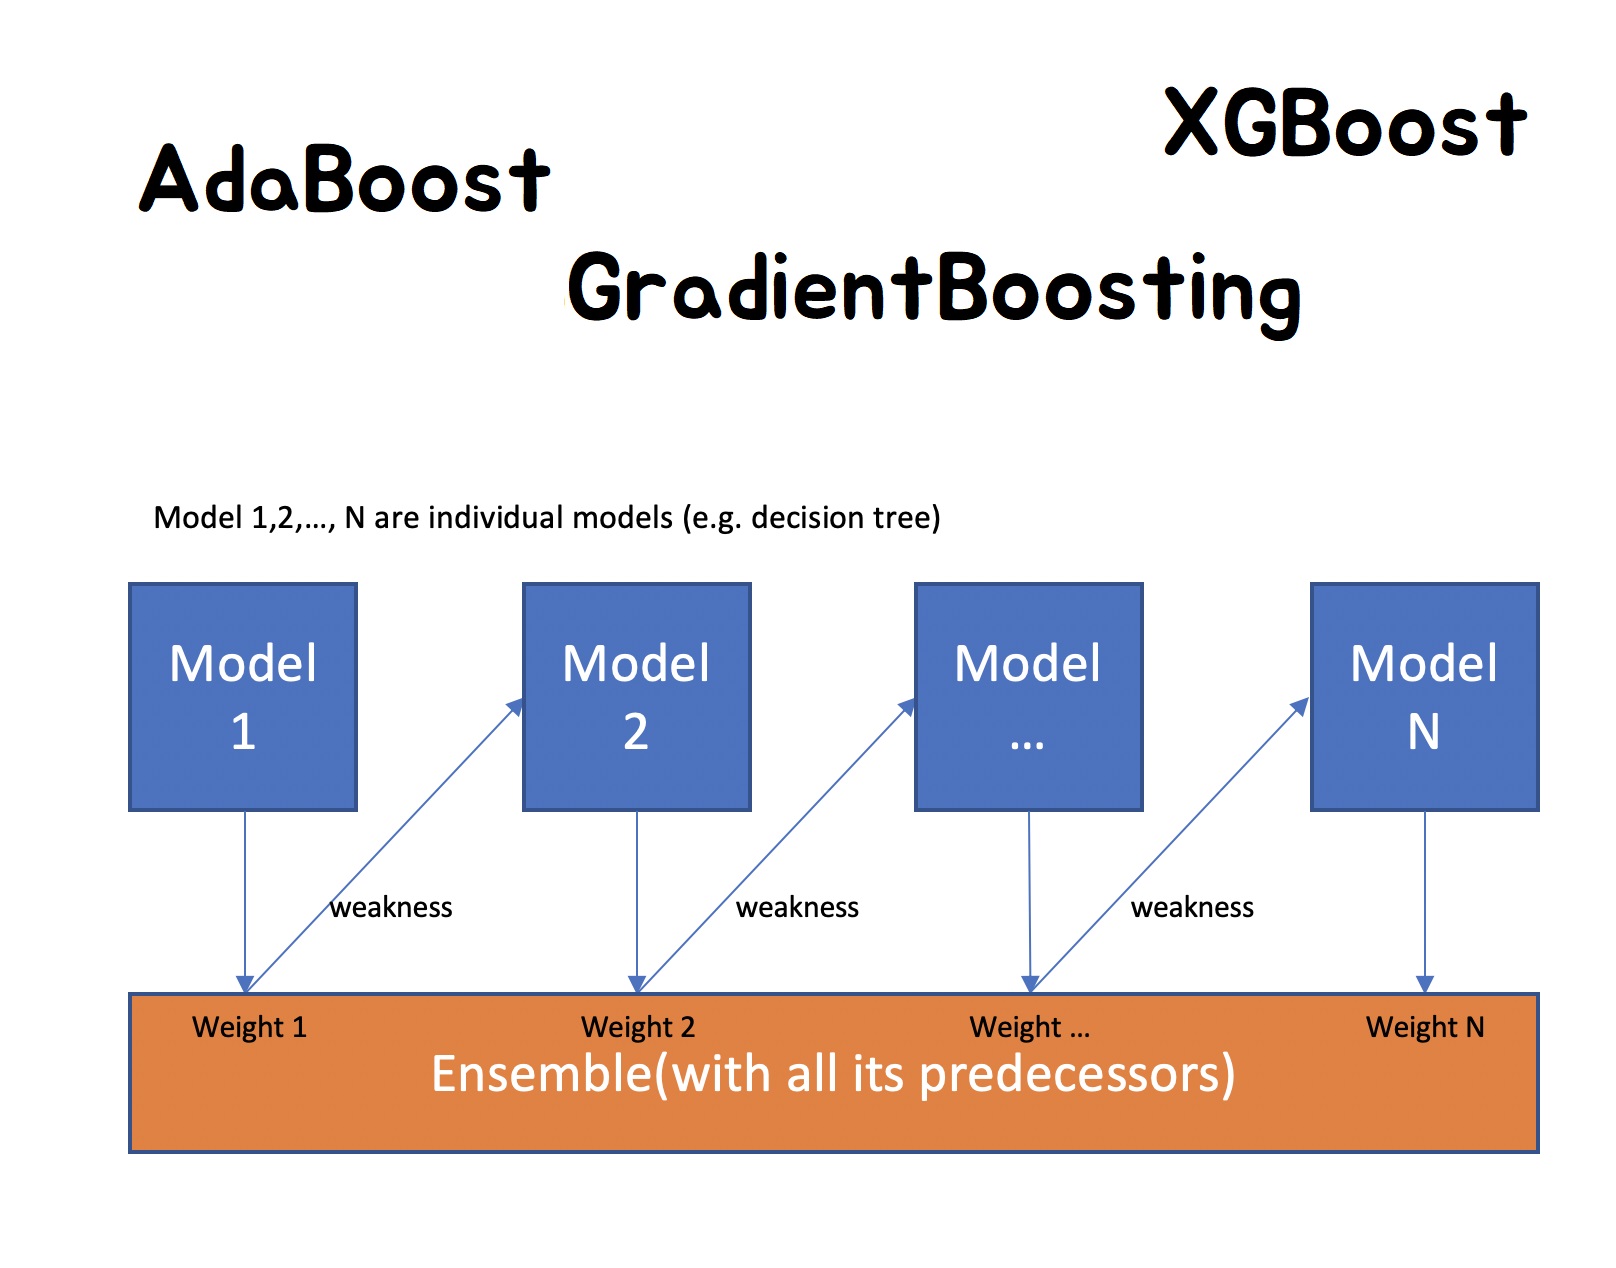 XGBoost
AdaBoost
GradientBoosting
Model 1,2,..., N are individual models (e.g. decision tree)
Model
1
Model
2
Model
...
Model
N
weakness
weakness
weakness
Weight 1
Weight 2
Weight ...
Weight N
Ensemble(with all its predecessors)